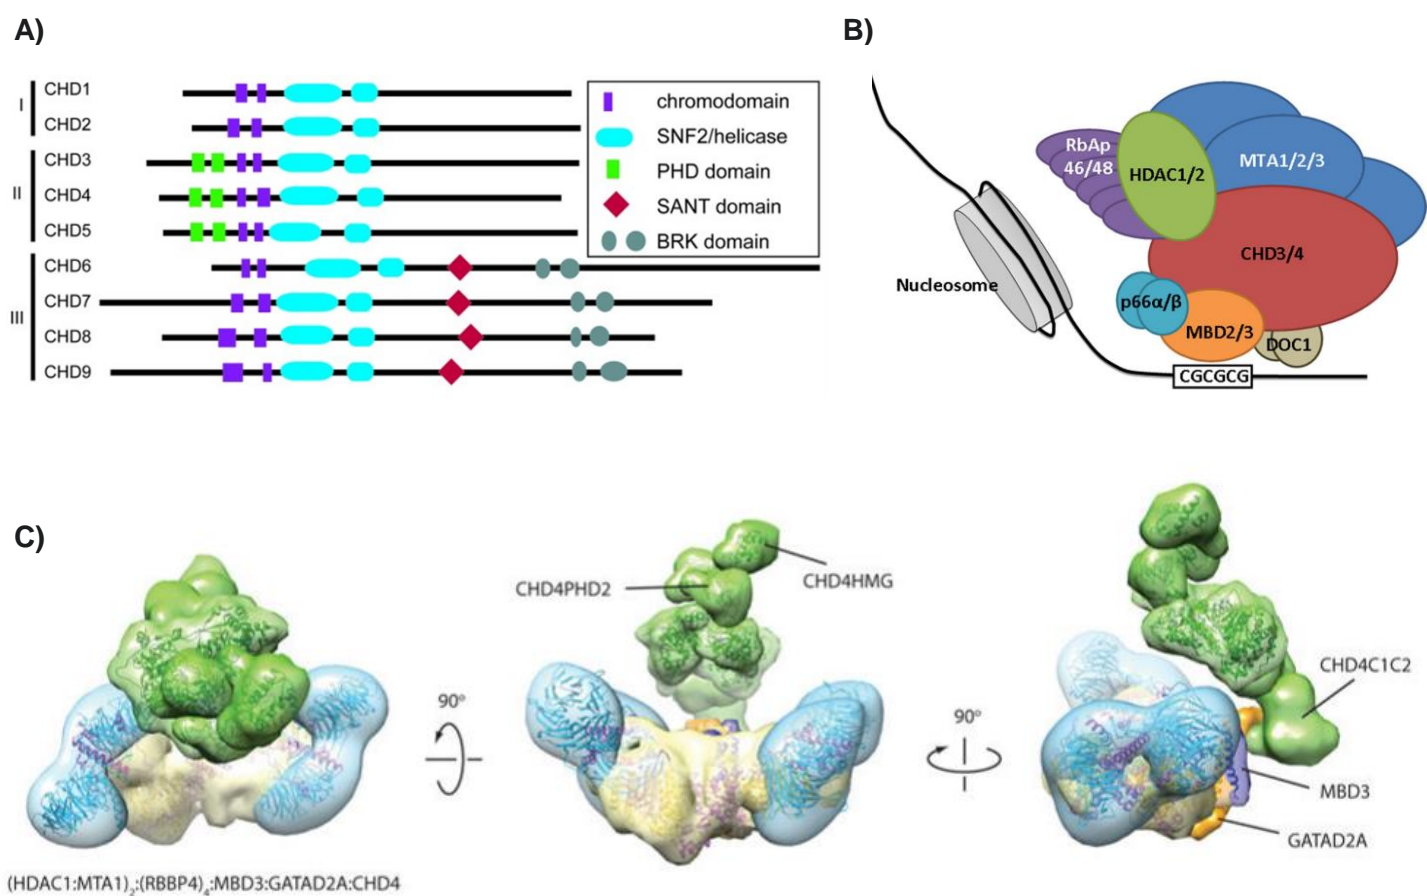 A)
I
CHD1
CHD2
II
CHD3
CHD4
CHD5
III
CHD6
CHD7
CHD8
CHD9
chromodomain
SNF2/helicase
PHD domain
SANT domain
BRK domain
B)
RbAp
46/48
HDAC1/2
MTA1/2/3
CHD3/4
Nucleosome
p66α/β
MBD2/3
DOC1
CGCGCG
C)
CHD4PHD2
CHD4HMG
CHD4C1C2
90°
90°
MBD3
GATAD2A
(HDAC1:MTA1)₂:(RBBP4)₄:MBD3:GATAD2A:CHD4